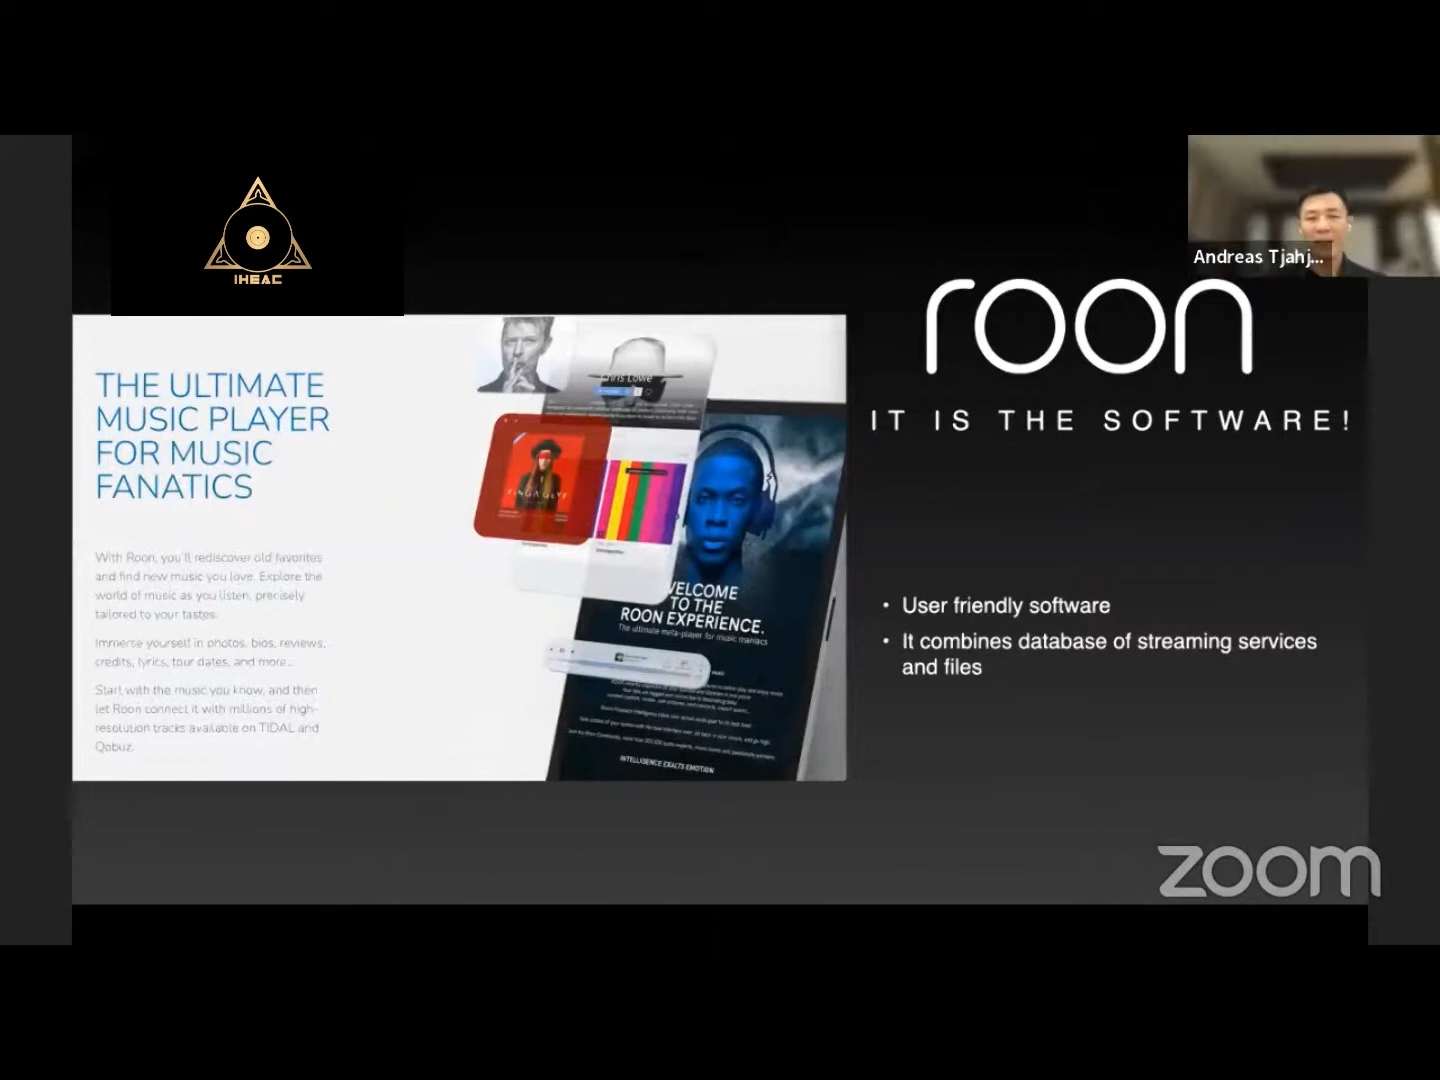 IHEAC
Andreas Tjahj...
roon
IT IS THE SOFTWARE!
THE ULTIMATE
MUSIC PLAYER
FOR MUSIC
FANATICS
With Roon, you'll rediscover old favorites
and find new music you love. Explore the
world of music as you listen, precisely
tailored to your tastes.
Immerse yourself in photos, bios, reviews,
credits, lyrics, tour dates, and more...
Start with the music you know, and then
let Roon connect it with millions of high-
resolution tracks available on TIDAL and
Qobuz.
Chris Lowe
WELCOME
TO THE
ROON EXPERIENCE.
The ultimate meta-player for music maniacs
INTELLIGENCE EXALTS EMOTION
• User friendly software
• It combines database of streaming services
and files
zoom